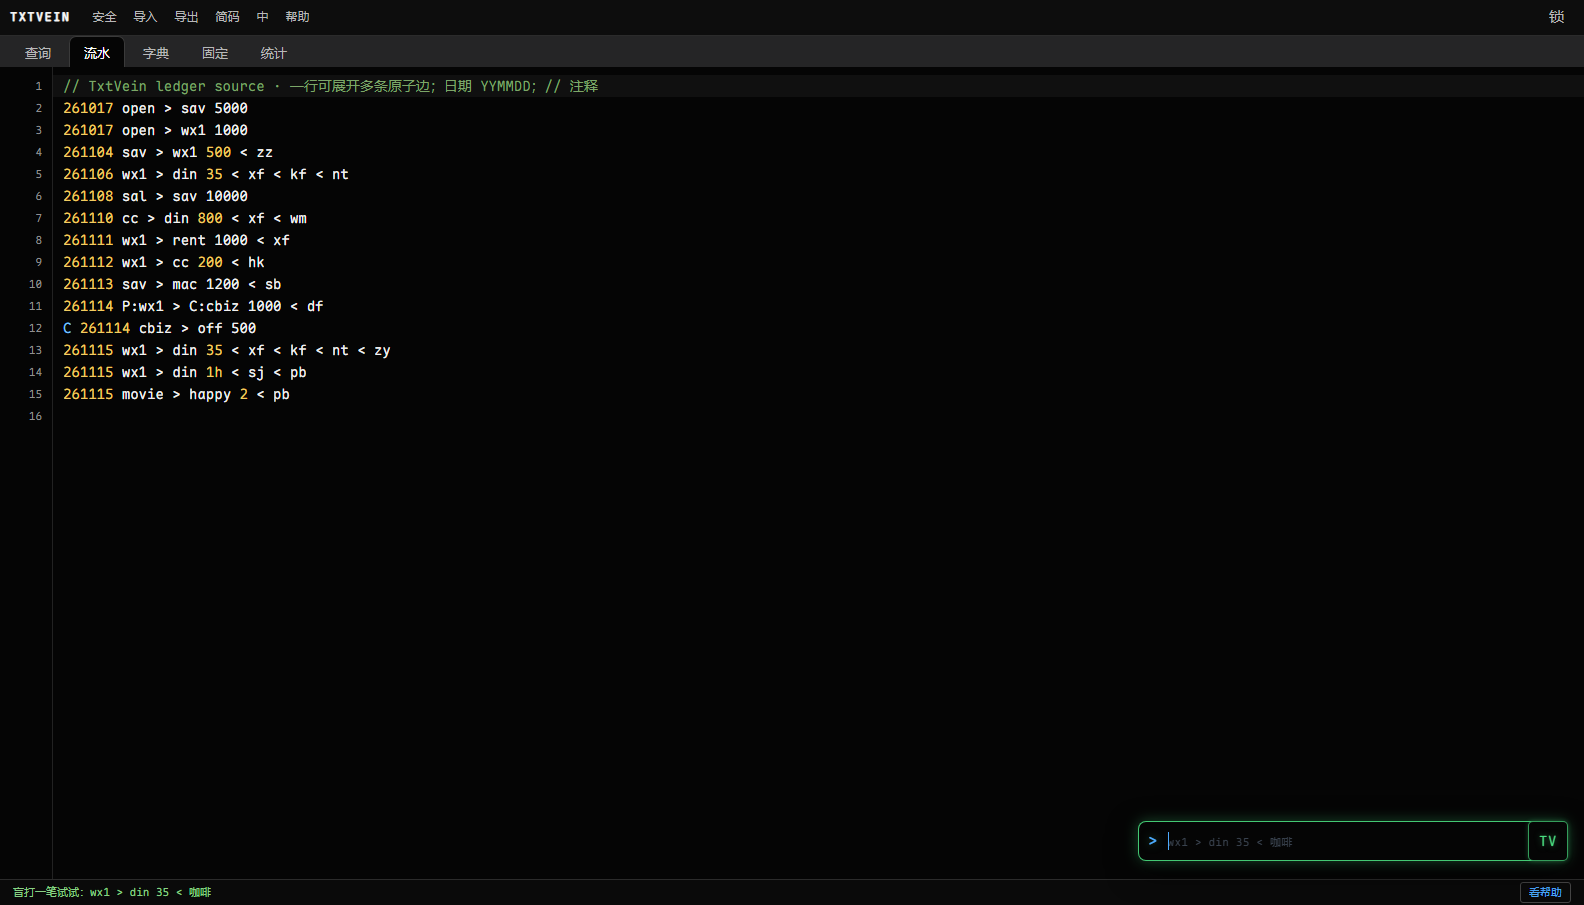 TXTVEIN 安全 导入 导出 简码 中 帮助 锁
查询 流水 字典 固定 统计
1 // TxtVein ledger source · 一行可展开多条原子边; 日期 YYMMDD; // 注释
2 261017 open > sav 5000
3 261017 open > wx1 1000
4 261104 sav > wx1 500 < zz
5 261106 wx1 > din 35 < xf < kf < nt
6 261108 sal > sav 10000
7 261110 cc > din 800 < xf < wm
8 261111 wx1 > rent 1000 < xf
9 261112 wx1 > cc 200 < hk
10 261113 sav > mac 1200 < sb
11 261114 P:wx1 > C:cbiz 1000 < df
12 C 261114 cbiz > off 500
13 261115 wx1 > din 35 < xf < kf < nt < zy
14 261115 wx1 > din 1h < sj < pb
15 261115 movie > happy 2 < pb
16
> wx1 > din 35 < 咖啡 TV
盲打一笔试试: wx1 > din 35 < 咖啡 看帮助